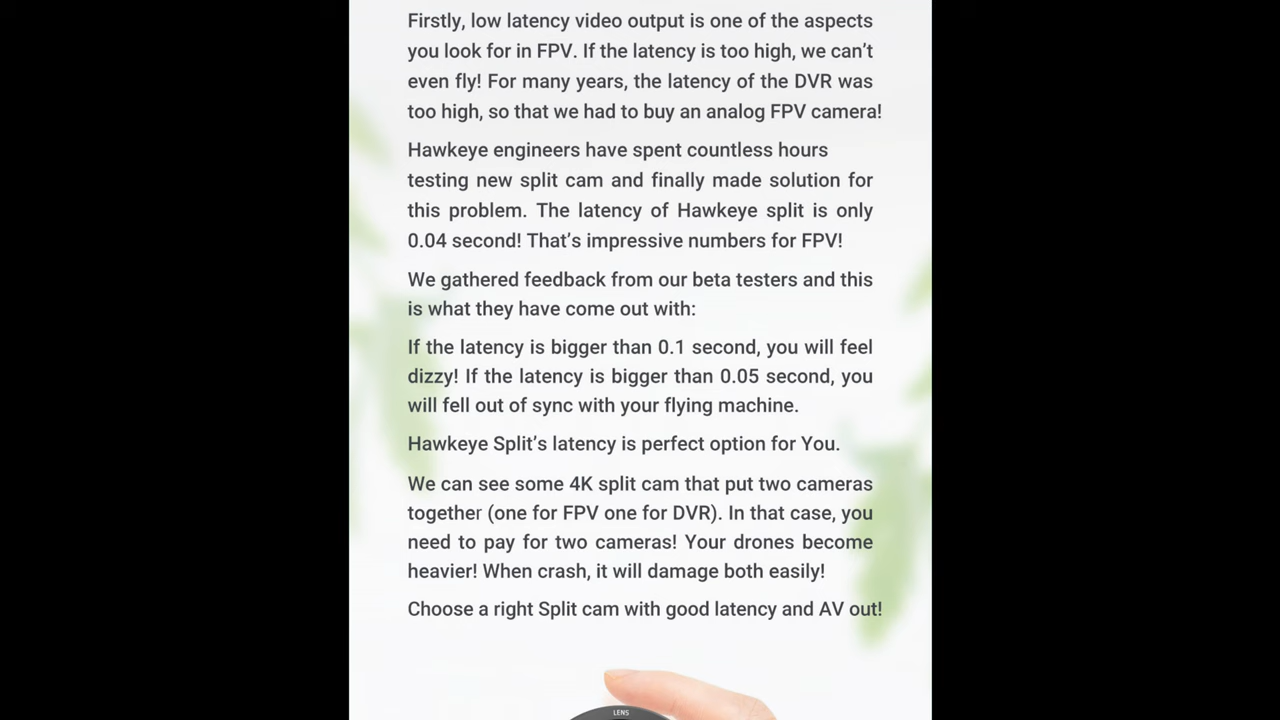 Firstly, low latency video output is one of the aspects
you look for in FPV. If the latency is too high, we can't
even fly! For many years, the latency of the DVR was
too high, so that we had to buy an analog FPV camera!
Hawkeye engineers have spent countless hours
testing new split cam and finally made solution for
this problem. The latency of Hawkeye split is only
0.04 second! That's impressive numbers for FPV!
We gathered feedback from our beta testers and this
is what they have come out with:
If the latency is bigger than 0.1 second, you will feel
dizzy! If the latency is bigger than 0.05 second, you
will fell out of sync with your flying machine.
Hawkeye Split's latency is perfect option for You.
We can see some 4K split cam that put two cameras
together (one for FPV one for DVR). In that case, you
need to pay for two cameras! Your drones become
heavier! When crash, it will damage both easily!
Choose a right Split cam with good latency and AV out!
LENS